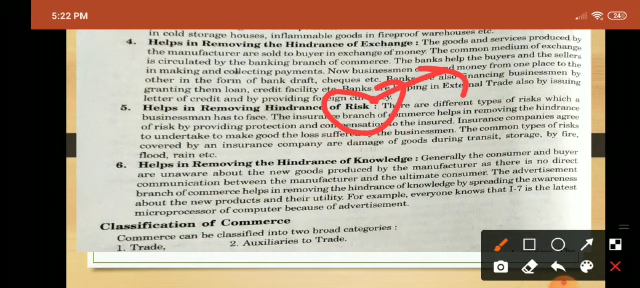 5:22 PM
24
in cold storage houses, inflammable goods in fireproof warehouses etc.
4. Helps in Removing the Hindrance of Exchange : The goods and services produced by
the manufacturer are sold to buyer in exchange of money. The common medium of exchange
is circulated by the banking branch of commerce. The banks help the buyers and the sellers
in making and collecting payments. Now businessmen money from one place to the
other in the form of bank draft, cheques etc. Banks also financing businessmen by
granting them loan, credit facility etc. Banks are helping in External Trade also by issuing
letter of credit and by providing foreign currency.
5. Helps in Removing Hindrance of Risk : There are different types of risks which a
businessman has to face. The insurance branch of commerce helps in removing the hindrance
of risk by providing protection and compensation to the insured. Insurance companies agree
to undertake to make good the loss suffered the businessmen. The common types of risks
covered by an insurance company are damage of goods during transit, storage, by fire,
flood, rain etc.
6. Helps in Removing the Hindrance of Knowledge : Generally the consumer and buyer
are unaware about the new goods produced by the manufacturer as there is no direct
communication between the manufacturer and the ultimate consumer. The advertisement
branch of commerce helps in removing the hindrance of knowledge by spreading the awareness
about the new products and their utility. For example, everyone knows that I-7 is the latest
microprocessor of computer because of advertisement.
Classification of Commerce
Commerce can be classified into two broad categories :
1. Trade, 2. Auxiliaries to Trade.